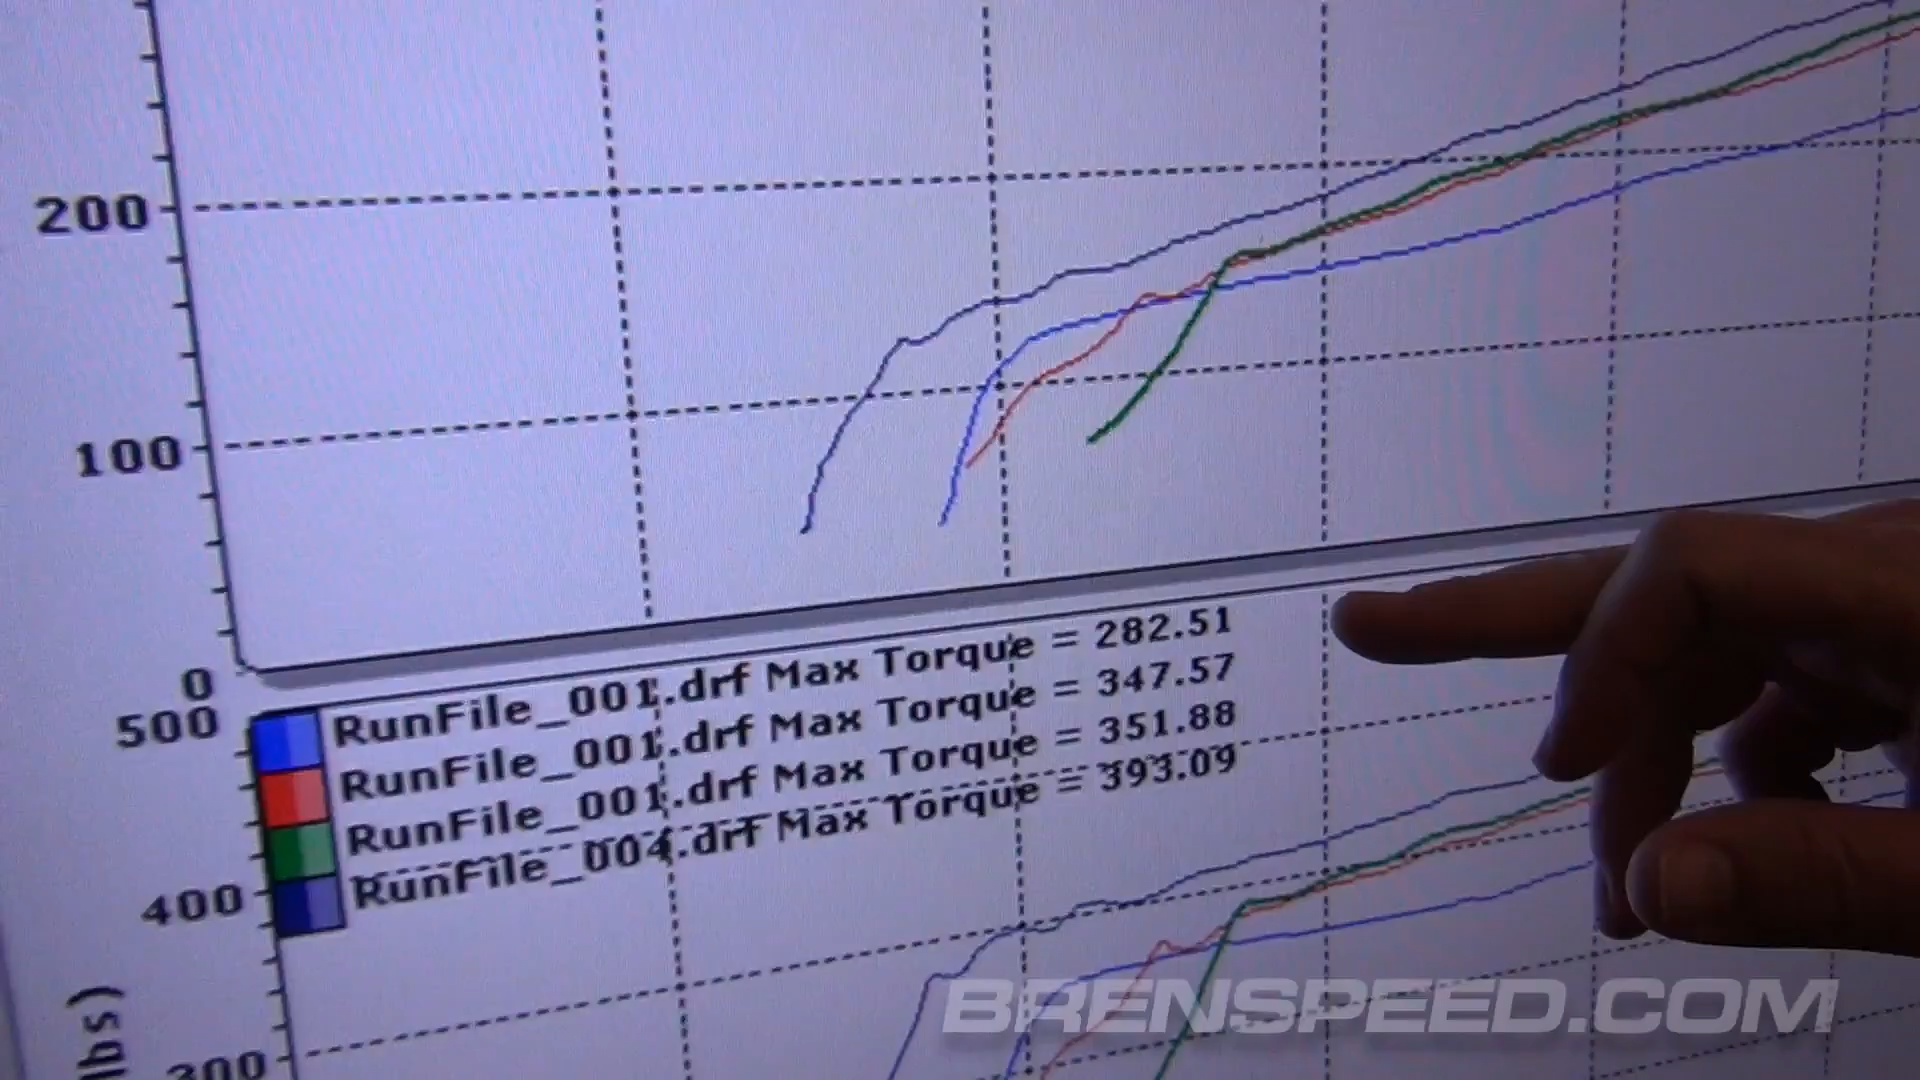 200
100
0
500
RunFile_001.drf Max Torque = 282.51
RunFile_001.drf Max Torque = 347.57
RunFile_001.drf Max Torque = 351.88
RunFile_004.drf Max Torque = 393.09
400
300
lbs)
BRENSPEED.COM